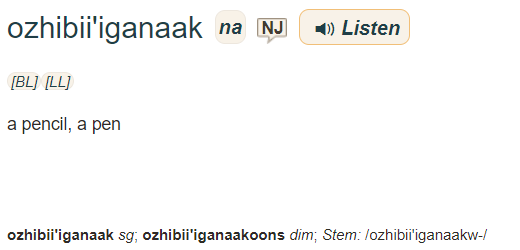 ozhibii'iganaak na NJ Listen
[BL] [LL]
a pencil, a pen
ozhibii'iganaak sg; ozhibii'iganaakoons dim; Stem: /ozhibii'iganaakw-/